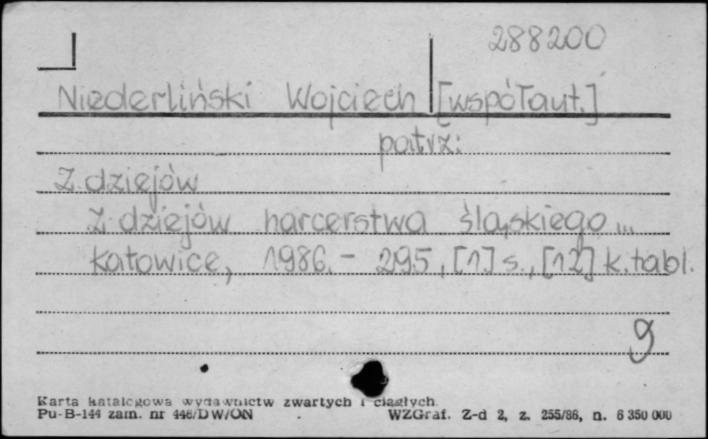 288200
Niederliński Wojciech [współaut.]
patrz:
Z dziejów
Z dziejów harcerstwa śląskiego...
Katowice, 1986. - 295, [1] s., [12] k. tabl.
9
Karta katalogowa wydawnictw zwartych i ciągłych
Pu-B-144 zam. nr 446/DW/ON WZGraf. Z-d 2, z. 255/86, n. 6 350 000